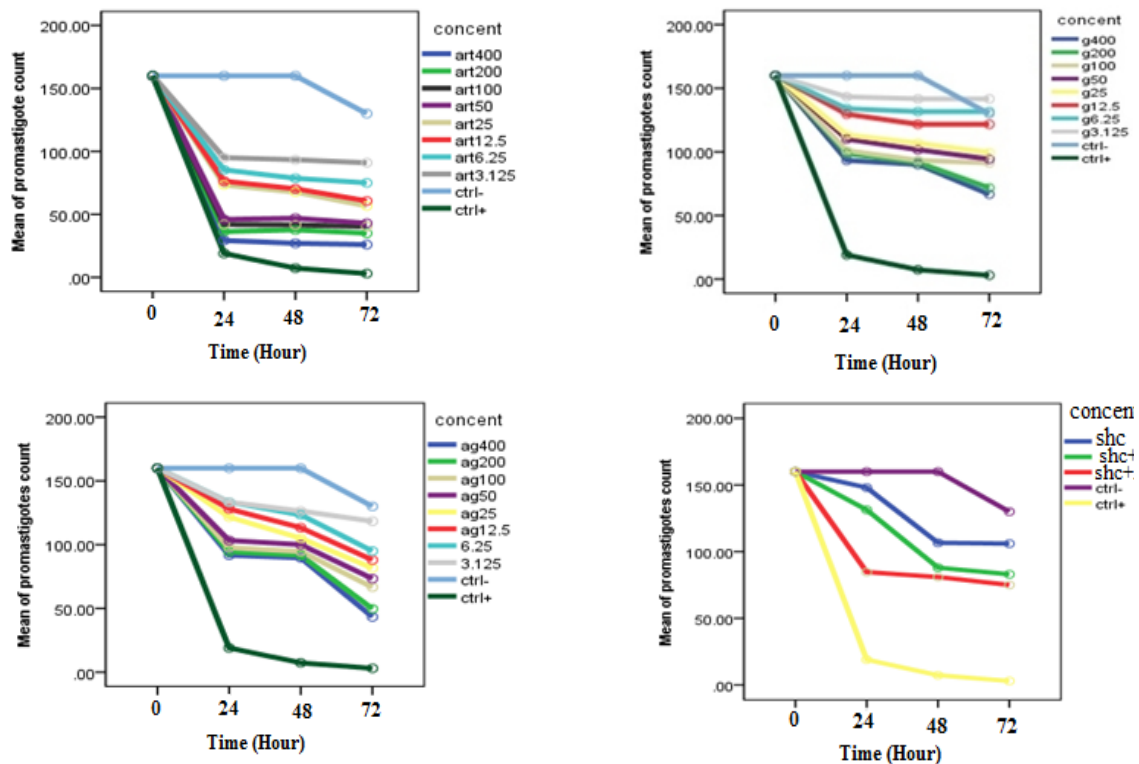 Mean of promastigote count
200.00
150.00
100.00
50.00
.00
0
24
48
72
Time (Hour)
concent
art400
art200
art100
art50
art25
art12.5
art6.25
art3.125
ctrl-
ctrl+
Mean of promastigotes count
200.00
150.00
100.00
50.00
.00
0
24
48
72
Time (Hour)
concent
g400
g200
g100
g50
g25
g12.5
g6.25
g3.125
ctrl-
ctrl+
Mean of promastigotes count
200.00
150.00
100.00
50.00
.00
0
24
48
72
Time (Hour)
concent
ag400
ag200
ag100
ag50
ag25
ag12.5
6.25
3.125
ctrl-
ctrl+
Mean of promastigotes count
200.00
150.00
100.00
50.00
.00
0
24
48
72
Time (Hour)
concent
shc
shc+
shc+
ctrl-
ctrl+